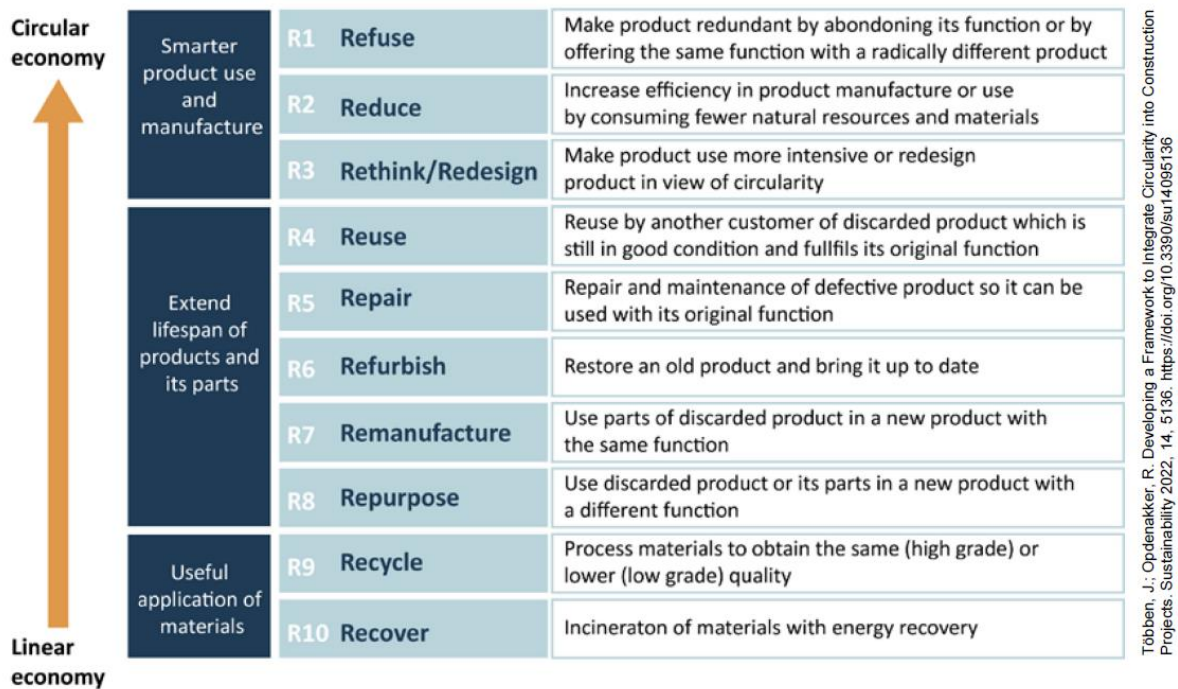 Circular
economy
Smarter
product use
and
manufacture
R1 Refuse
Make product redundant by abondoning its function or by
offering the same function with a radically different product
R2 Reduce
Increase efficiency in product manufacture or use
by consuming fewer natural resources and materials
R3 Rethink/Redesign
Make product use more intensive or redesign
product in view of circularity
Extend
lifespan of
products and
its parts
R4 Reuse
Reuse by another customer of discarded product which is
still in good condition and fullfils its original function
R5 Repair
Repair and maintenance of defective product so it can be
used with its original function
R6 Refurbish
Restore an old product and bring it up to date
R7 Remanufacture
Use parts of discarded product in a new product with
the same function
R8 Repurpose
Use discarded product or its parts in a new product with
a different function
Useful
application of
materials
R9 Recycle
Process materials to obtain the same (high grade) or
lower (low grade) quality
R10 Recover
Incineraton of materials with energy recovery
Linear
economy
Többen, J.; Opdenakker, R. Developing a Framework to Integrate Circularity into Construction
Projects. Sustainability 2022, 14, 5136. https://doi.org/10.3390/su14095136